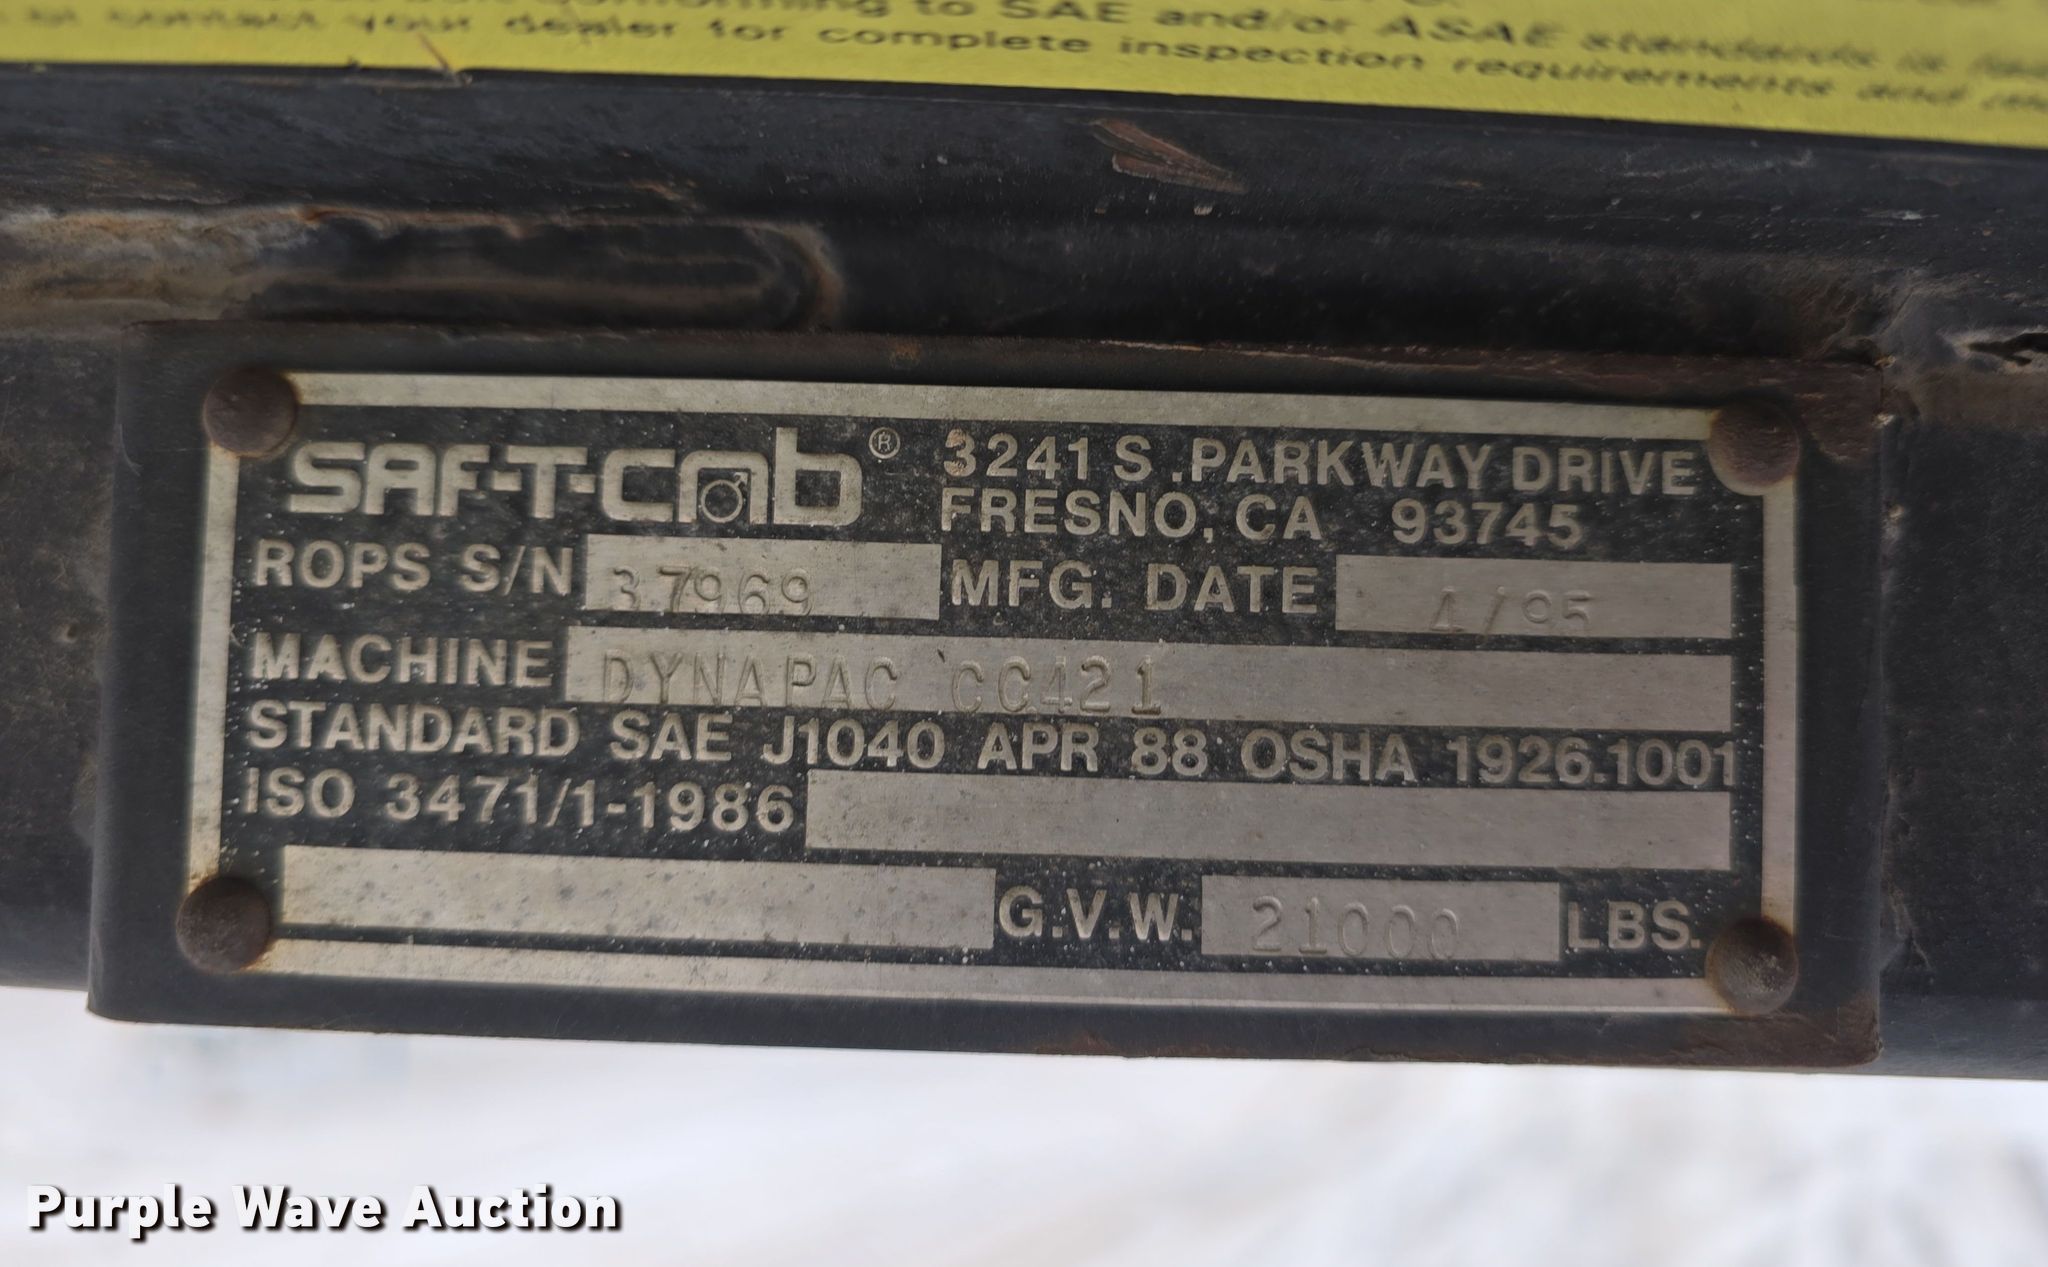 conforming to SAE and/or ASAE standards is
contact your dealer for complete inspection requirements and
SAF-T-CAB® 3241 S. PARKWAY DRIVE
FRESNO, CA 93745
ROPS S/N 37969 MFG. DATE 4/95
MACHINE DYNAPAC CC421
STANDARD SAE J1040 APR 88 OSHA 1926.1001
ISO 3471/1-1986
G.V.W. 21000 LBS.
Purple Wave Auction